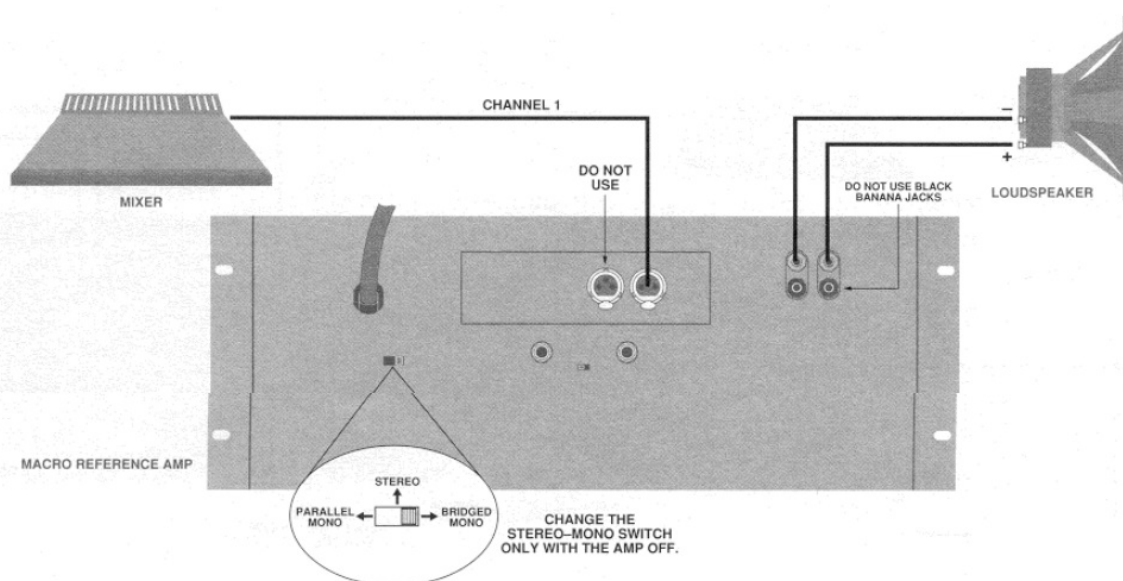 CHANNEL 1
DO NOT
USE
MIXER
−
+
DO NOT USE BLACK
BANANA JACKS
LOUDSPEAKER
MACRO REFERENCE AMP
STEREO
PARALLEL
MONO
BRIDGED
MONO
CHANGE THE
STEREO–MONO SWITCH
ONLY WITH THE AMP OFF.